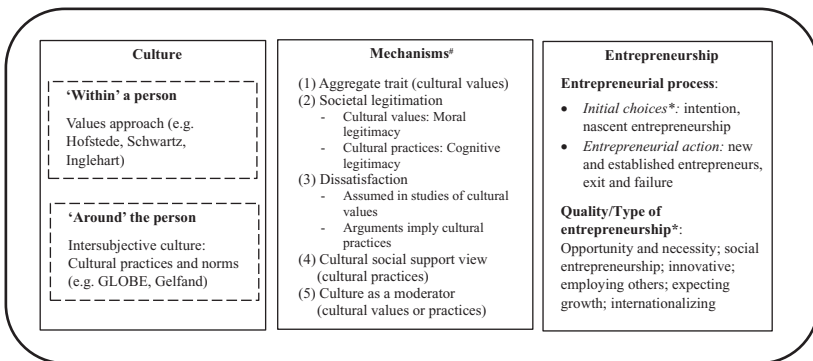 Culture
'Within' a person
Values approach (e.g.
Hofstede, Schwartz,
Inglehart)
'Around' the person
Intersubjective culture:
Cultural practices and norms
(e.g. GLOBE, Gelfand)
Mechanisms#
(1) Aggregate trait (cultural values)
(2) Societal legitimation
- Cultural values: Moral
legitimacy
- Cultural practices: Cognitive
legitimacy
(3) Dissatisfaction
- Assumed in studies of cultural
values
- Arguments imply cultural
practices
(4) Cultural social support view
(cultural practices)
(5) Culture as a moderator
(cultural values or practices)
Entrepreneurship
Entrepreneurial process:
• Initial choices*: intention,
nascent entrepreneurship
• Entrepreneurial action: new
and established entrepreneurs,
exit and failure
Quality/Type of
entrepreneurship*:
Opportunity and necessity; social
entrepreneurship; innovative;
employing others; expecting
growth; internationalizing